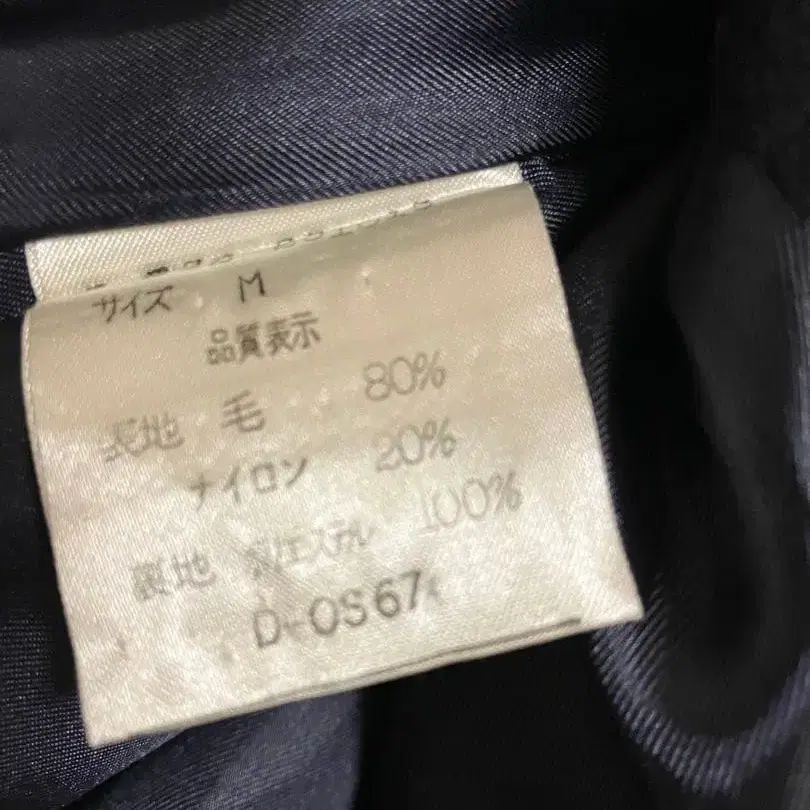 サイズ M
品質表示
表地 毛 80%
ナイロン 20%
裏地 ポリエステル 100%
D-OS67